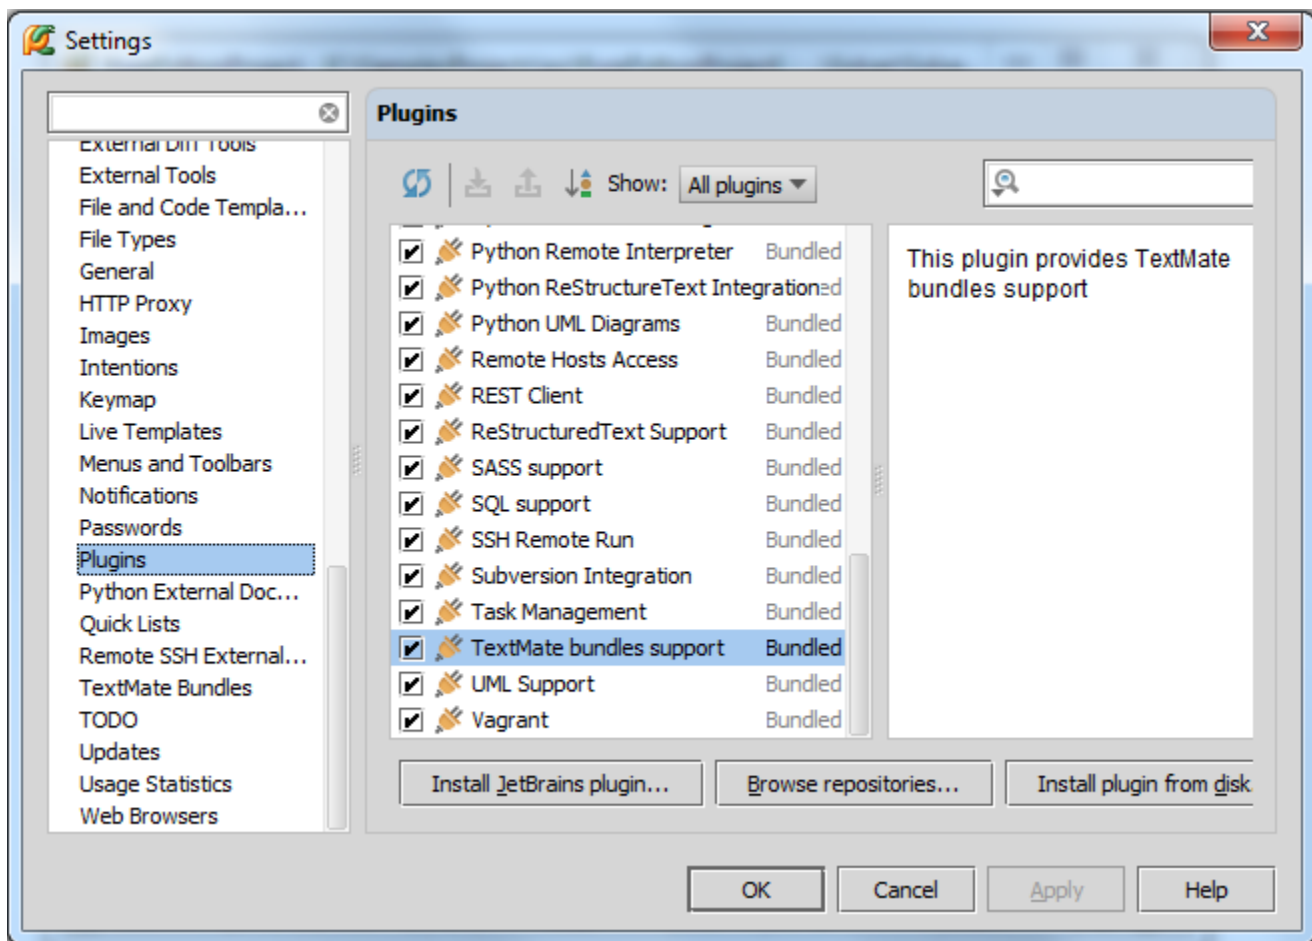 Settings
Plugins
External Diff Tools
External Tools
File and Code Templa...
File Types
General
HTTP Proxy
Images
Intentions
Keymap
Live Templates
Menus and Toolbars
Notifications
Passwords
Plugins
Python External Doc...
Quick Lists
Remote SSH External...
TextMate Bundles
TODO
Updates
Usage Statistics
Web Browsers
Show: All plugins
Python Remote Interpreter Bundled
Python ReStructureText Integrationed
Python UML Diagrams Bundled
Remote Hosts Access Bundled
REST Client Bundled
ReStructuredText Support Bundled
SASS support Bundled
SQL support Bundled
SSH Remote Run Bundled
Subversion Integration Bundled
Task Management Bundled
TextMate bundles support Bundled
UML Support Bundled
Vagrant Bundled
This plugin provides TextMate
bundles support
Install JetBrains plugin... Browse repositories... Install plugin from disk.
OK Cancel Apply Help